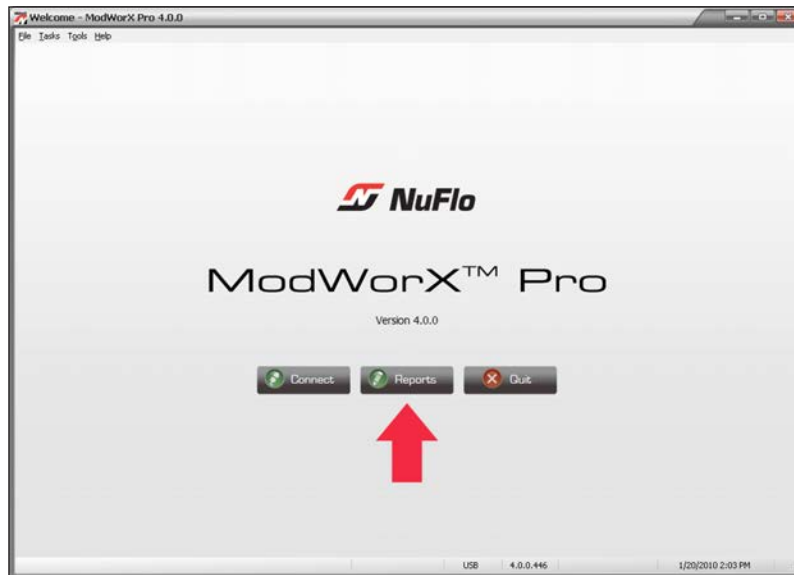 Welcome - ModWorX Pro 4.0.0
File Tasks Tools Help
NuFlo
ModWorX™ Pro
Version 4.0.0
Connect Reports Quit
USB 4.0.0.446 1/20/2010 2:03 PM